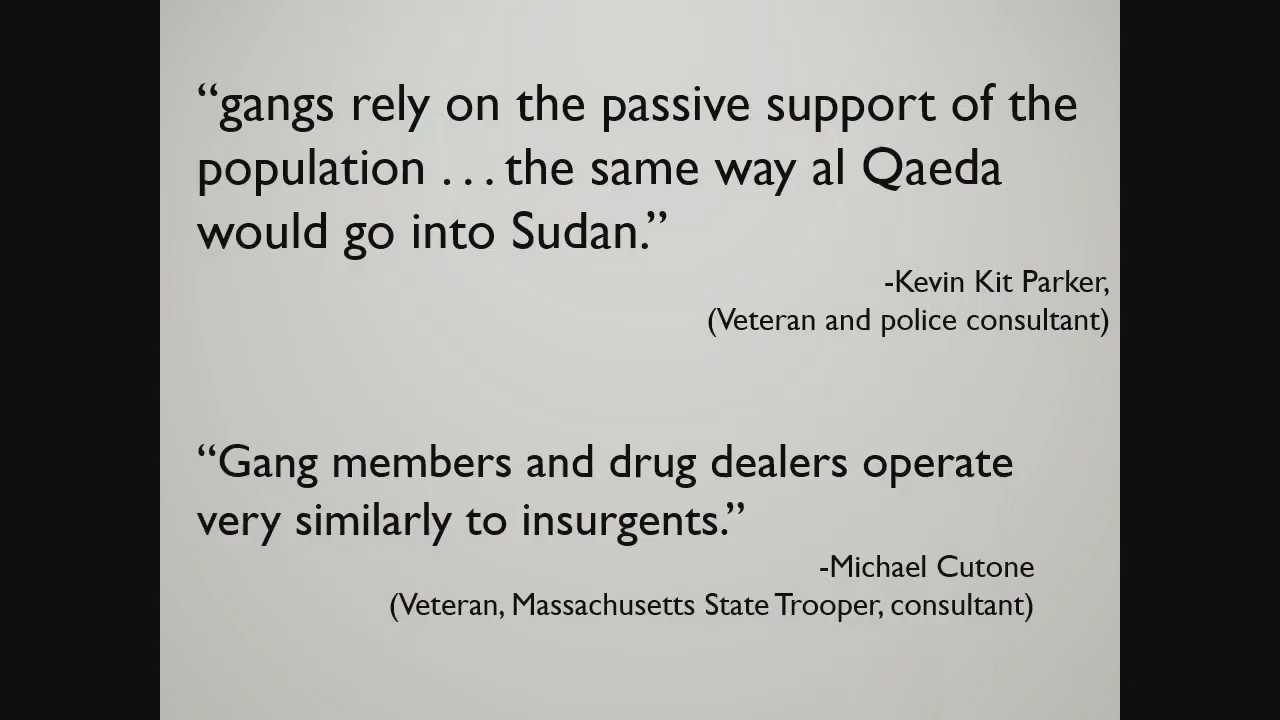 “gangs rely on the passive support of the
population . . . the same way al Qaeda
would go into Sudan.”
-Kevin Kit Parker,
(Veteran and police consultant)
“Gang members and drug dealers operate
very similarly to insurgents.”
-Michael Cutone
(Veteran, Massachusetts State Trooper, consultant)